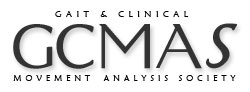 GAIT & CLINICAL
GCMAS
MOVEMENT ANALYSIS SOCIETY